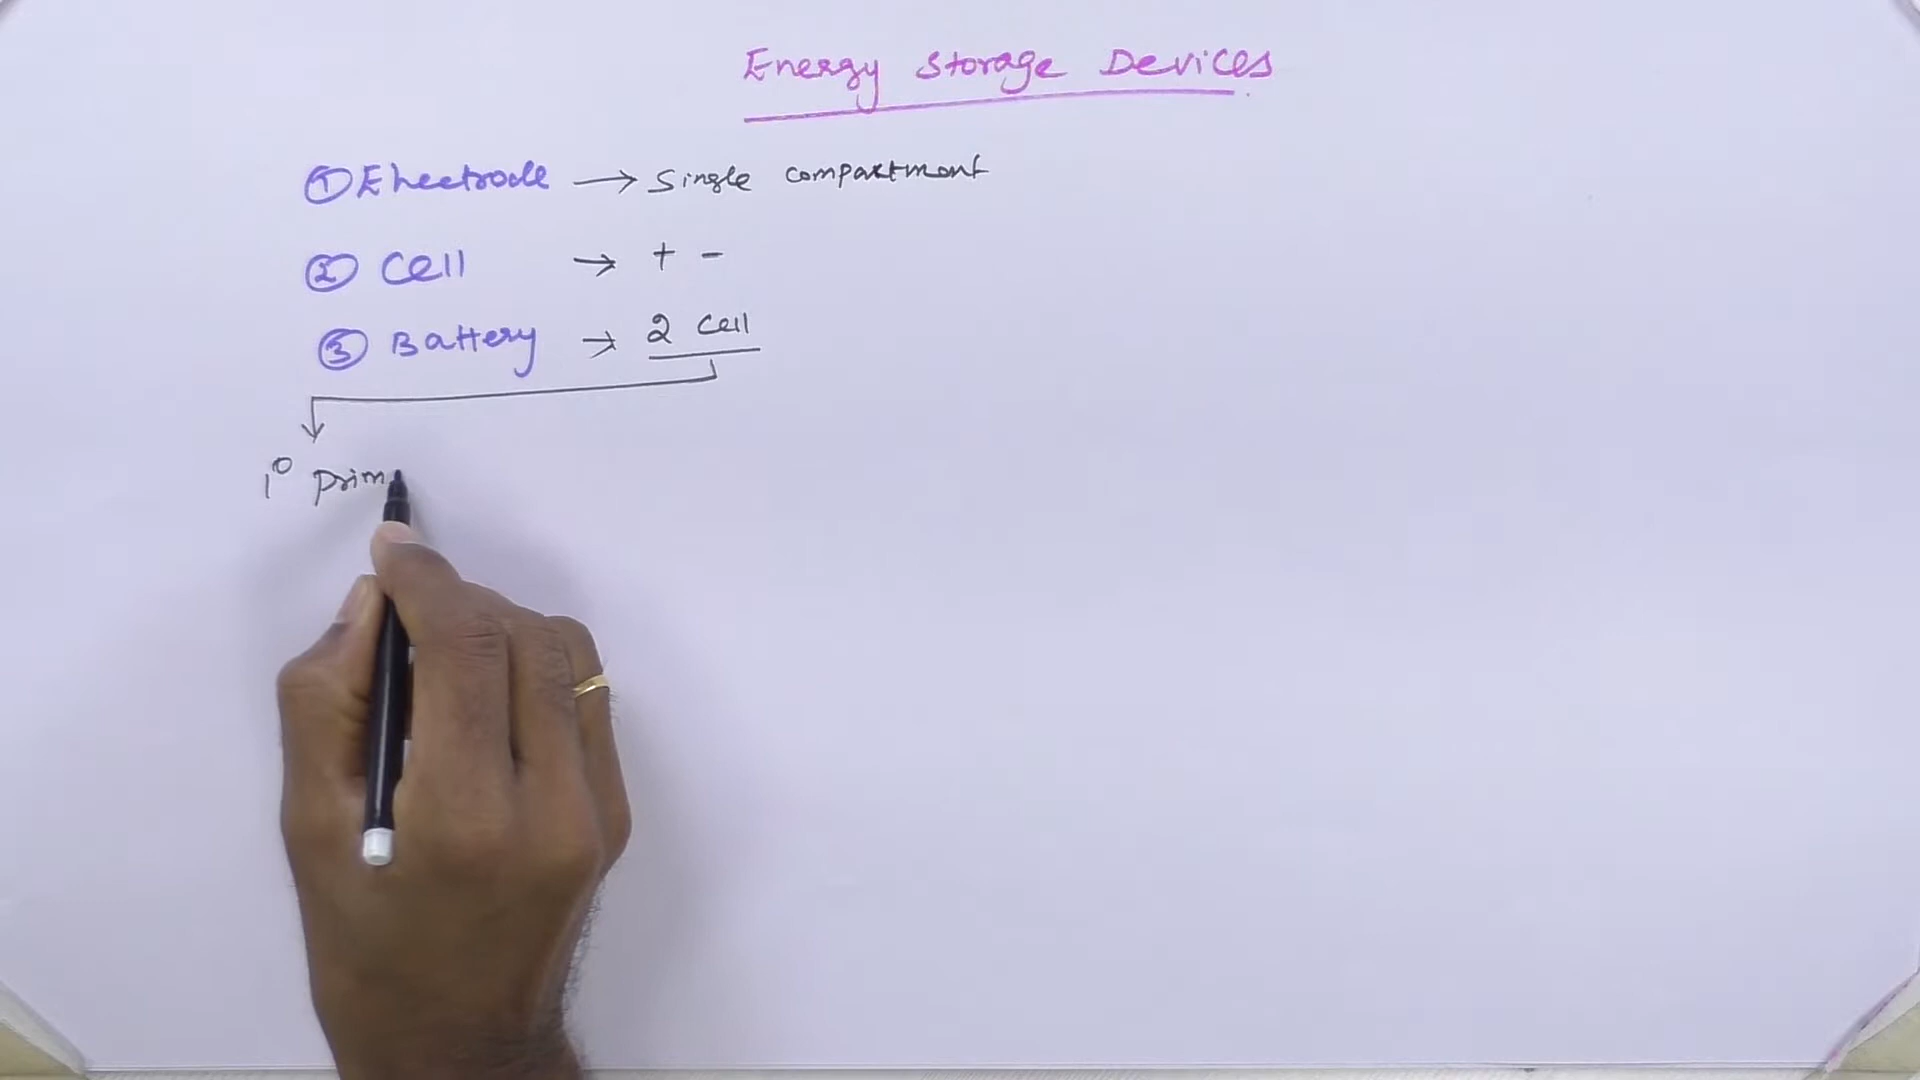 Energy Storage Devices
① Electrode → Single compartment
② Cell → + -
③ Battery → 2 Cell
1° prim